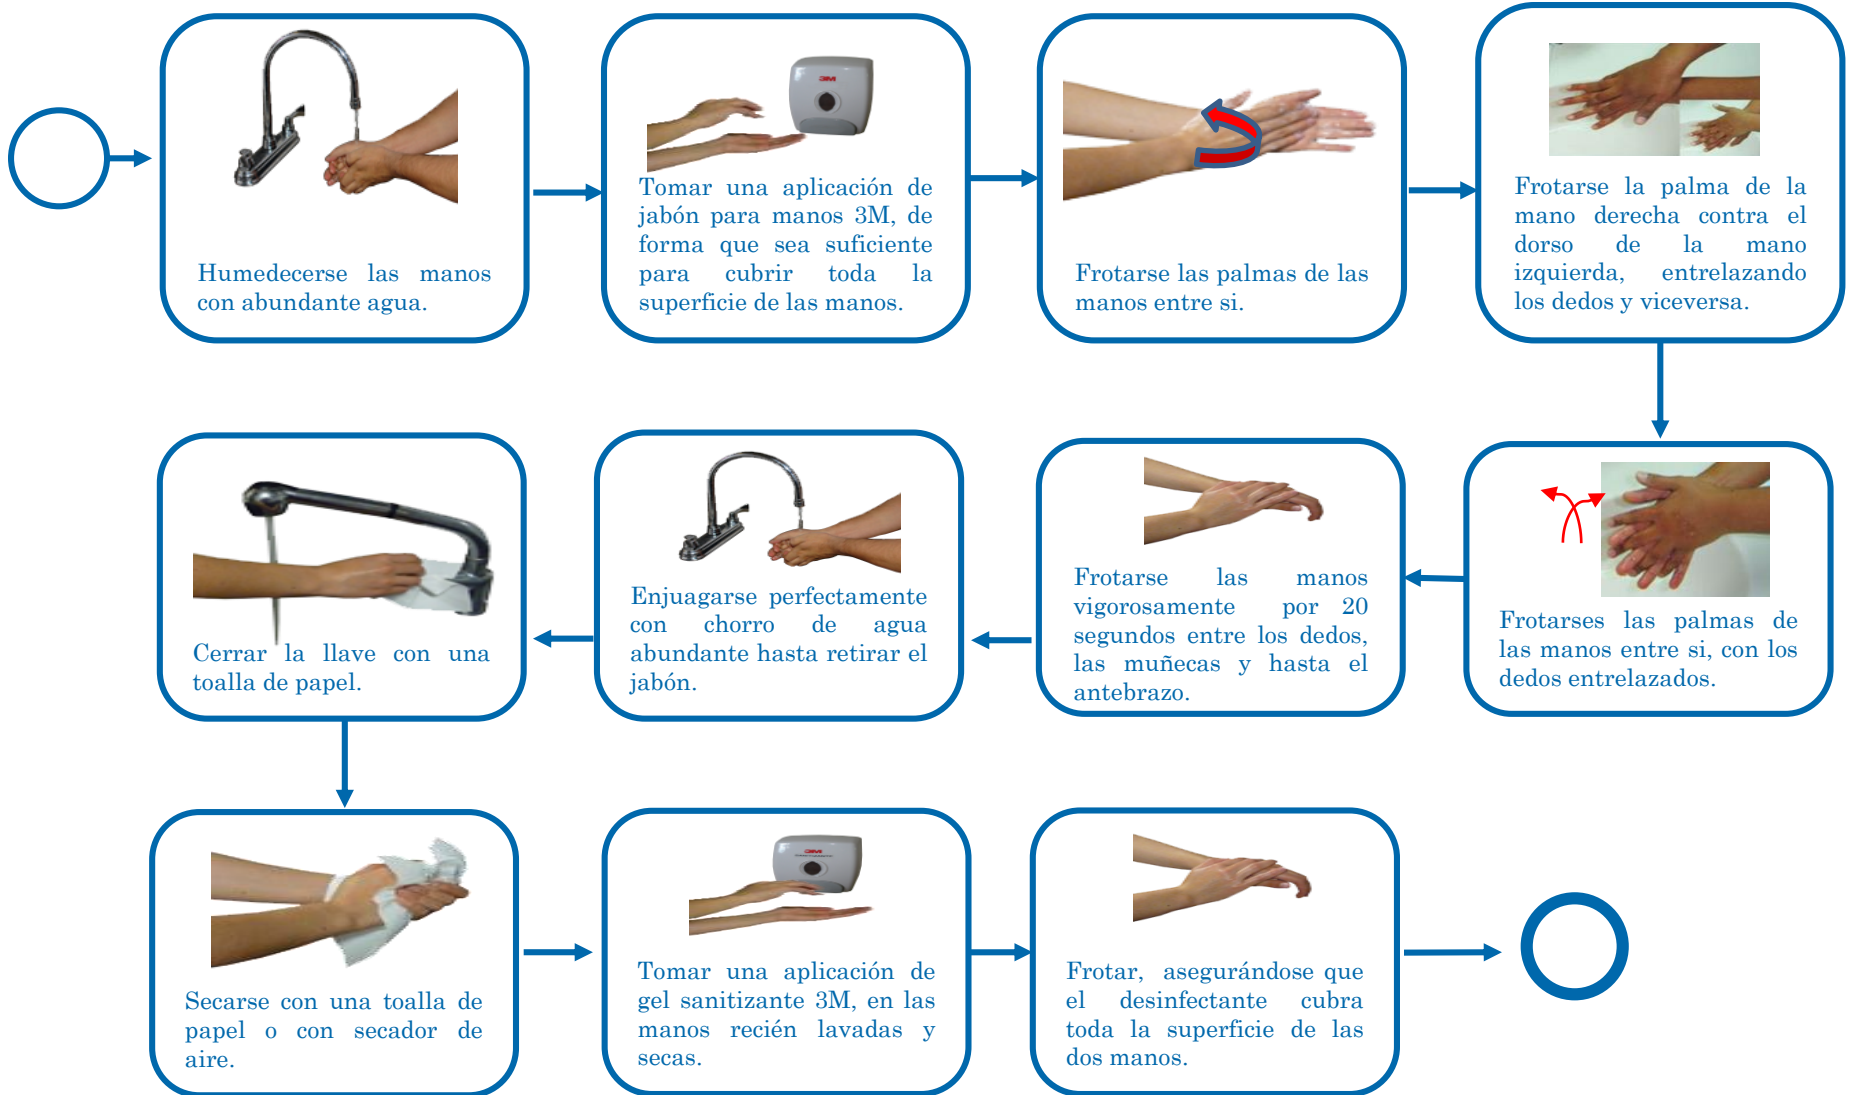 Humedecerse las manos
con abundante agua.
3M
Tomar una aplicación de
jabón para manos 3M, de
forma que sea suficiente
para cubrir toda la
superficie de las manos.
Frotarse las palmas de las
manos entre si.
Frotarse la palma de la
mano derecha contra el
dorso de la mano
izquierda, entrelazando
los dedos y viceversa.
Frotarses las palmas de
las manos entre si, con los
dedos entrelazados.
Frotarse las manos
vigorosamente por 20
segundos entre los dedos,
las muñecas y hasta el
antebrazo.
Enjuagarse perfectamente
con chorro de agua
abundante hasta retirar el
jabón.
Cerrar la llave con una
toalla de papel.
Secarse con una toalla de
papel o con secador de
aire.
3M
Tomar una aplicación de
gel sanitizante 3M, en las
manos recién lavadas y
secas.
Frotar, asegurándose que
el desinfectante cubra
toda la superficie de las
dos manos.